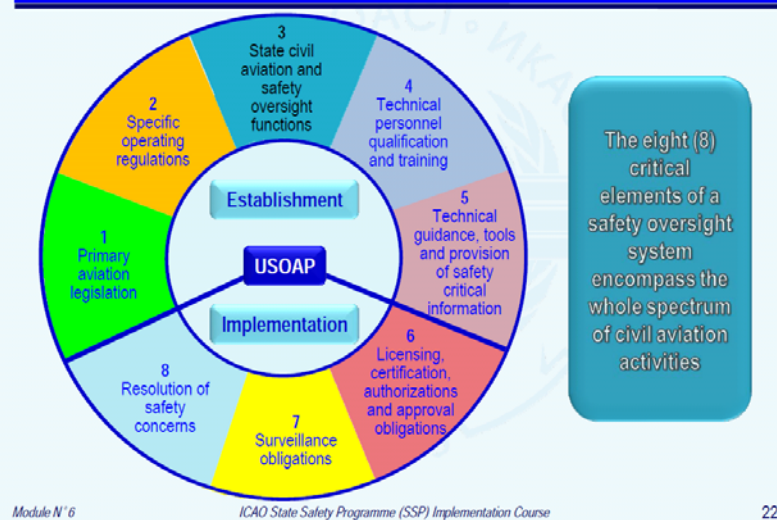 3
State civil
aviation and
safety
oversight
functions
2
Specific
operating
regulations
4
Technical
personnel
qualification
and training
1
Primary
aviation
legislation
Establishment
USOAP
Implementation
5
Technical
guidance, tools
and provision
of safety
critical
information
8
Resolution of
safety
concerns
7
Surveillance
obligations
6
Licensing,
certification,
authorizations
and approval
obligations
The eight (8)
critical
elements of a
safety oversight
system
encompass the
whole spectrum
of civil aviation
activities
Module N° 6
ICAO State Safety Programme (SSP) Implementation Course
22